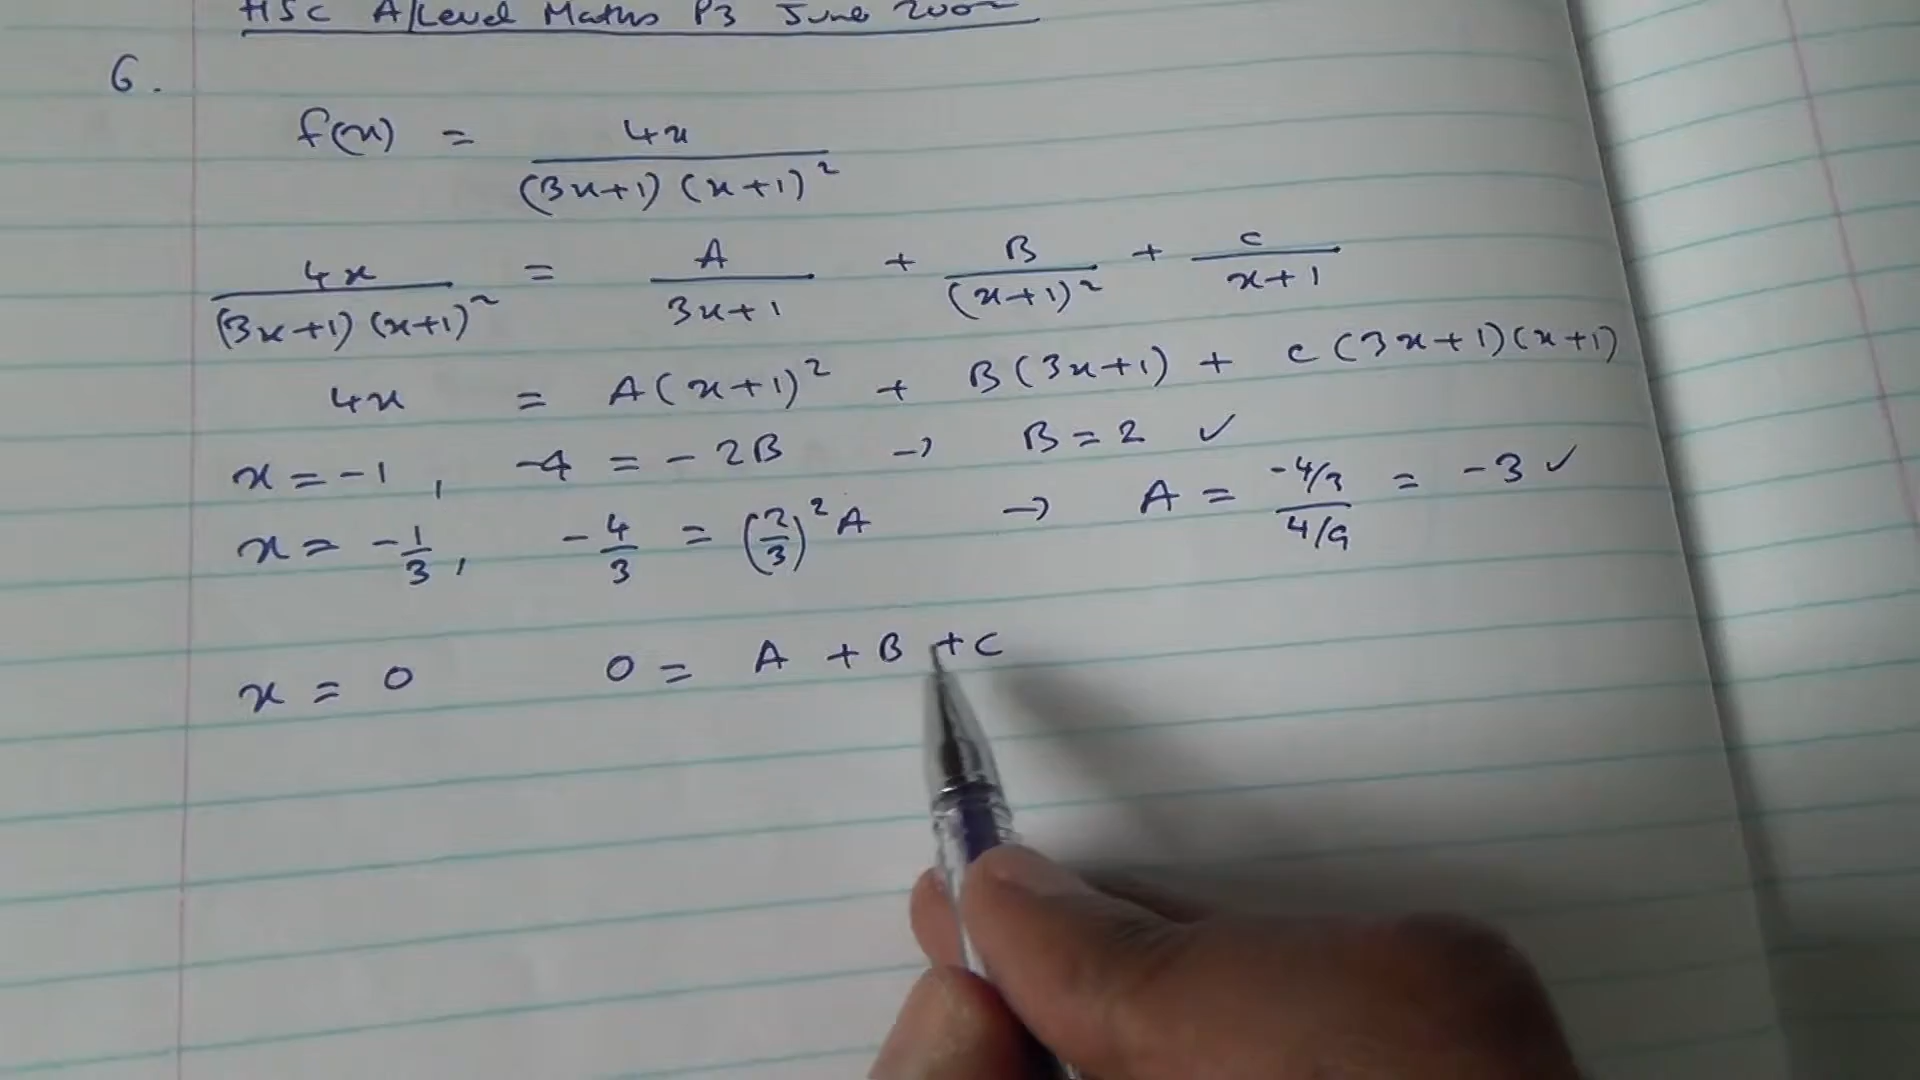 HSC A/Level Maths P3 June
6.
f(x) = 4x / (3x+1)(x+1)²
4x / (3x+1)(x+1)² = A / 3x+1 + B / (x+1)² + C / x+1
4x = A(x+1)² + B(3x+1) + C(3x+1)(x+1)
x = -1, -4 = -2B → B = 2 ✓
x = -1/3, -4/3 = (2/3)² A → A = -4/3 / 4/9 = -3 ✓
x = 0 0 = A + B + C